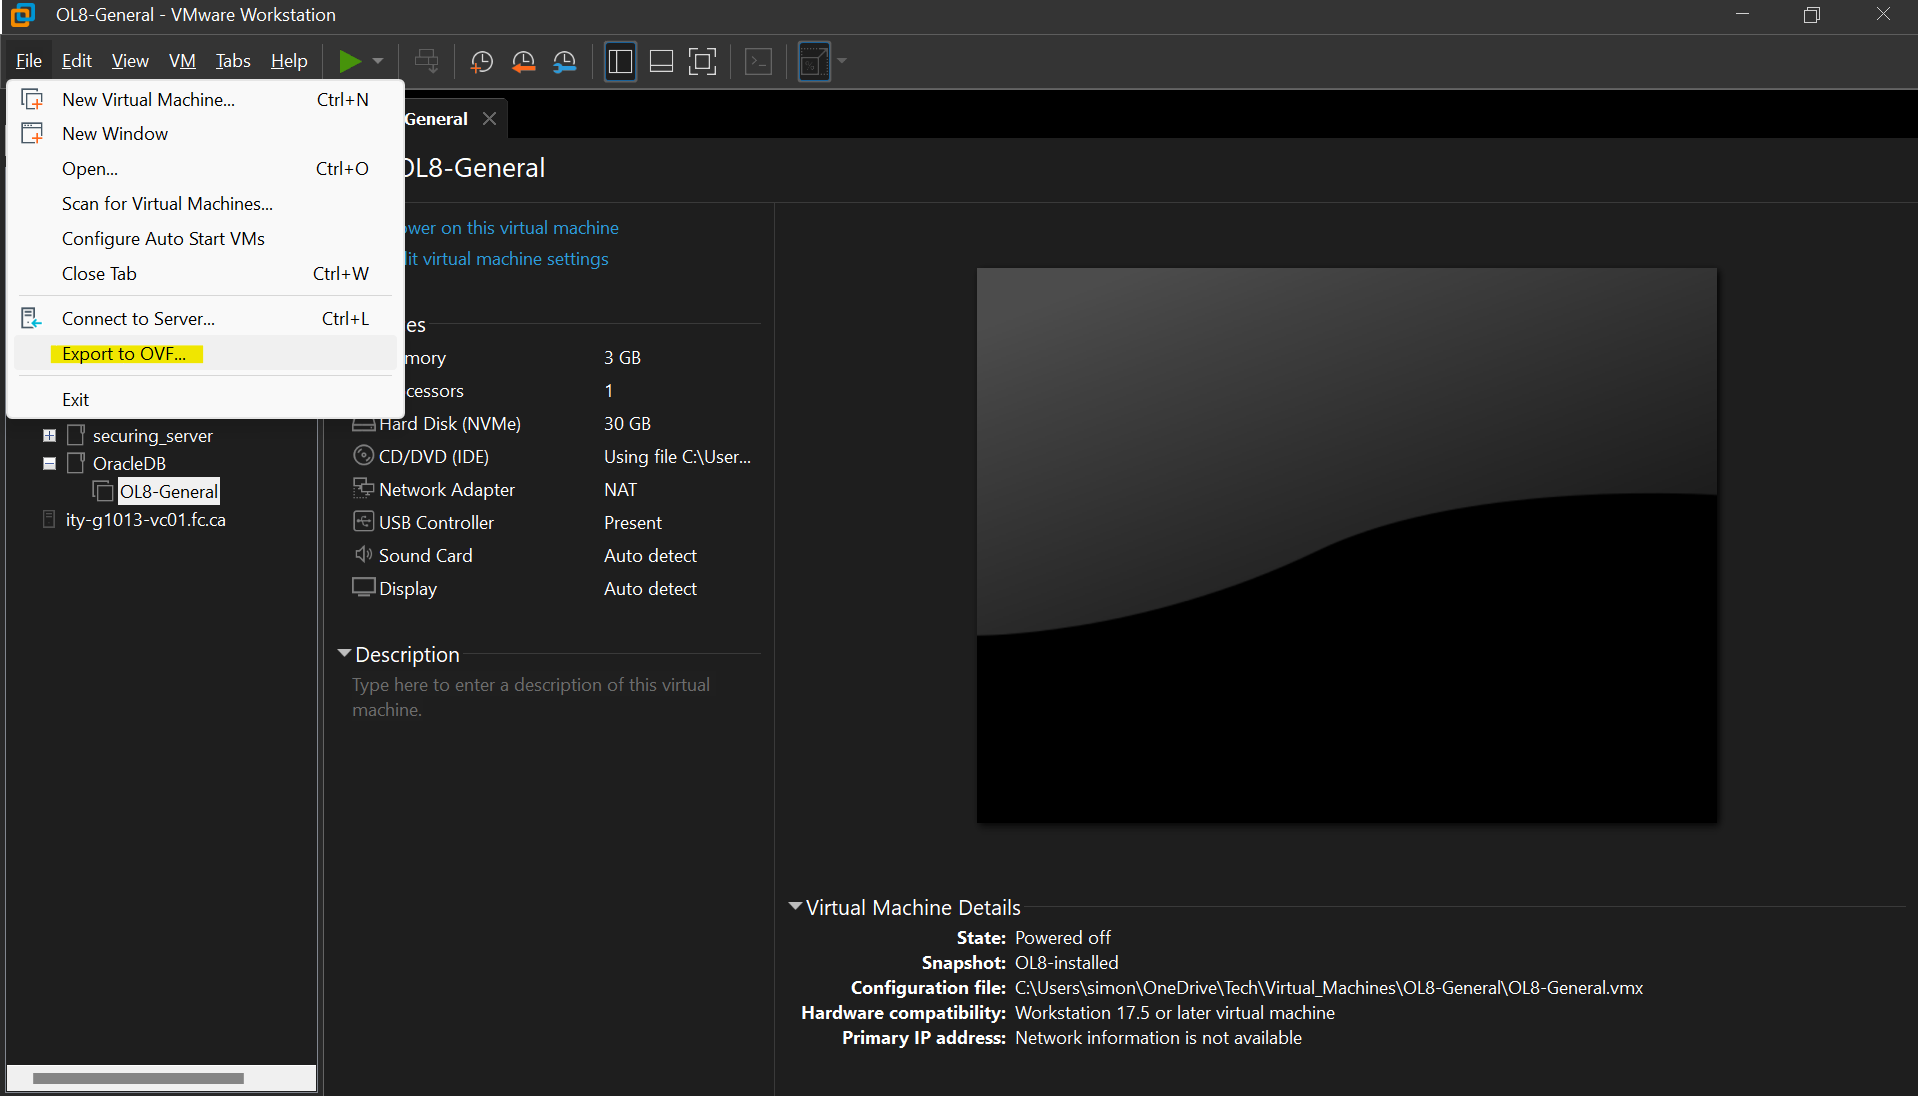 OL8-General - VMware Workstation
File Edit View VM Tabs Help
New Virtual Machine... Ctrl+N
New Window
Open... Ctrl+O
Scan for Virtual Machines...
Configure Auto Start VMs
Close Tab Ctrl+W
Connect to Server... Ctrl+L
Export to OVF...
Exit
securing_server
OracleDB
OL8-General
ity-g1013-vc01.fc.ca
General
OL8-General
ower on this virtual machine
dit virtual machine settings
es
mory 3 GB
cessors 1
Hard Disk (NVMe) 30 GB
CD/DVD (IDE) Using file C:\User...
Network Adapter NAT
USB Controller Present
Sound Card Auto detect
Display Auto detect
Description
Type here to enter a description of this virtual
machine.
Virtual Machine Details
State: Powered off
Snapshot: OL8-installed
Configuration file: C:\Users\simon\OneDrive\Tech\Virtual_Machines\OL8-General\OL8-General.vmx
Hardware compatibility: Workstation 17.5 or later virtual machine
Primary IP address: Network information is not available